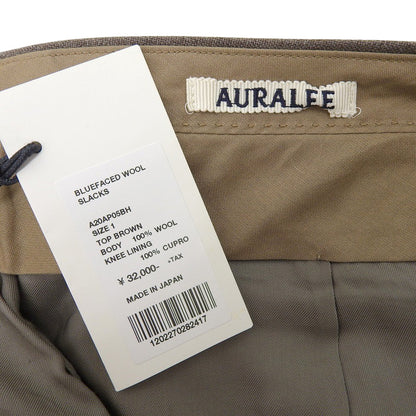 AURALEE
BLUEFACED WOOL
SLACKS
A20AP05BH
SIZE 1
TOP BROWN
BODY 100% WOOL
KNEE LINING 100% CUPRO
¥ 32,000- +TAX
MADE IN JAPAN
1202270282417